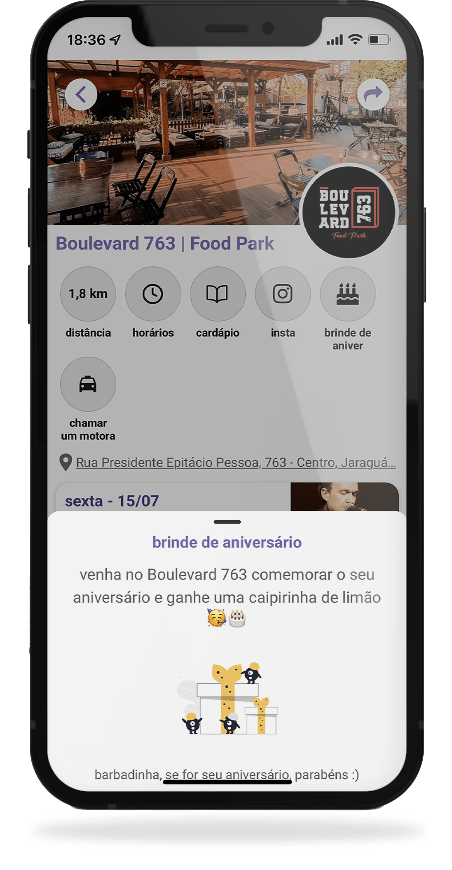 18:36
BOU
LEV
ARD
763
Food Park
Boulevard 763 | Food Park
1,8 km
distância
horários
cardápio
insta
brinde de
aniver
chamar
um motora
Rua Presidente Epitácio Pessoa, 763 - Centro, Jaraguá...
sexta - 15/07
brinde de aniversário
venha no Boulevard 763 comemorar o seu
aniversário e ganhe uma caipirinha de limão
🥳🎂
barbadinha, se for seu aniversário, parabéns :)